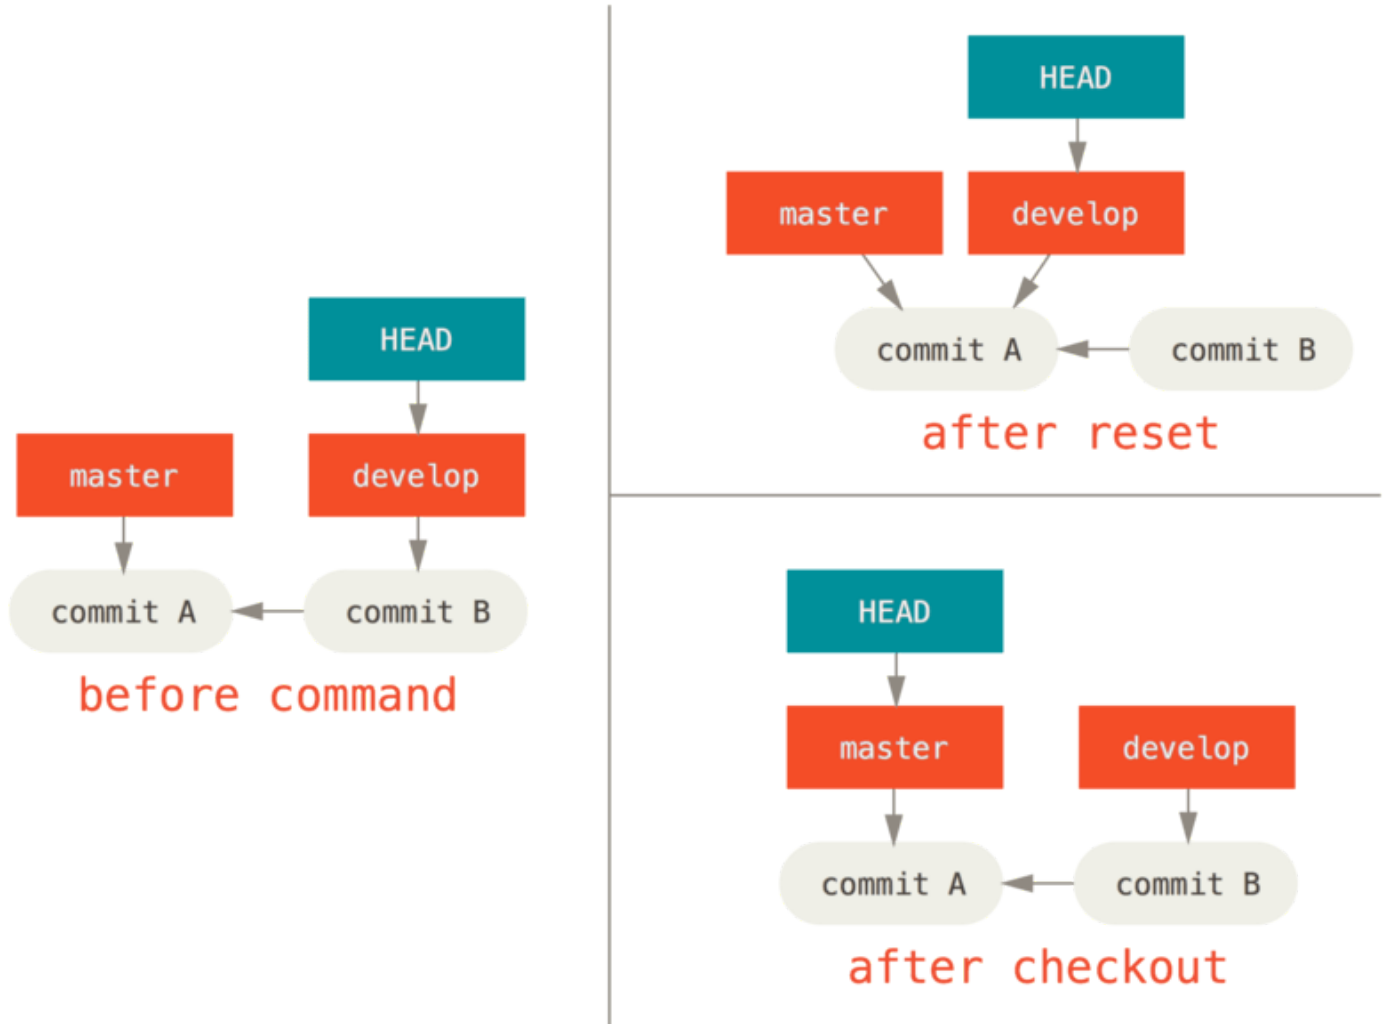 HEAD
master develop
commit A commit B
before command
HEAD
master develop
commit A commit B
after reset
HEAD
master develop
commit A commit B
after checkout